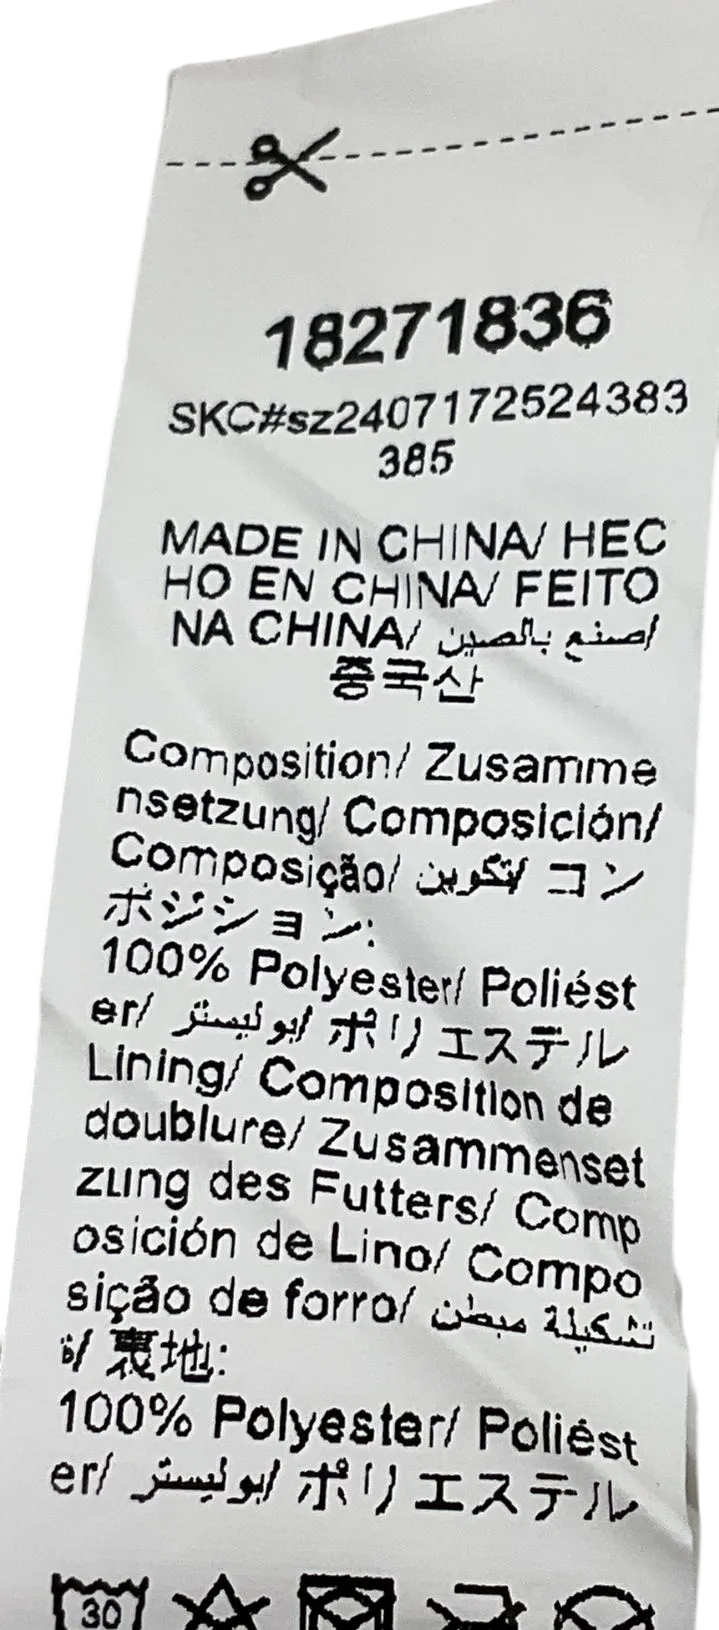 18271836
SKC#sz2407172524383
385
MADE IN CHINA/ HEC
HO EN CHINA/ FEITO
NA CHINA/ صنع بالصين/
중국산
Composition/ Zusamme
nsetzung/ Composición/
Composição/ تكوين/ コン
ポジション:
100% Polyester/ Poliést
er/ بوليستر/ ポリエステル
Lining/ Composition de
doublure/ Zusammenset
zung des Futters/ Comp
osición de Lino/ Compo
sição de forro/ تشكيلة مبطن
ة/ 裏地:
100% Polyester/ Poliést
er/ بوليستر/ ポリエステル
30